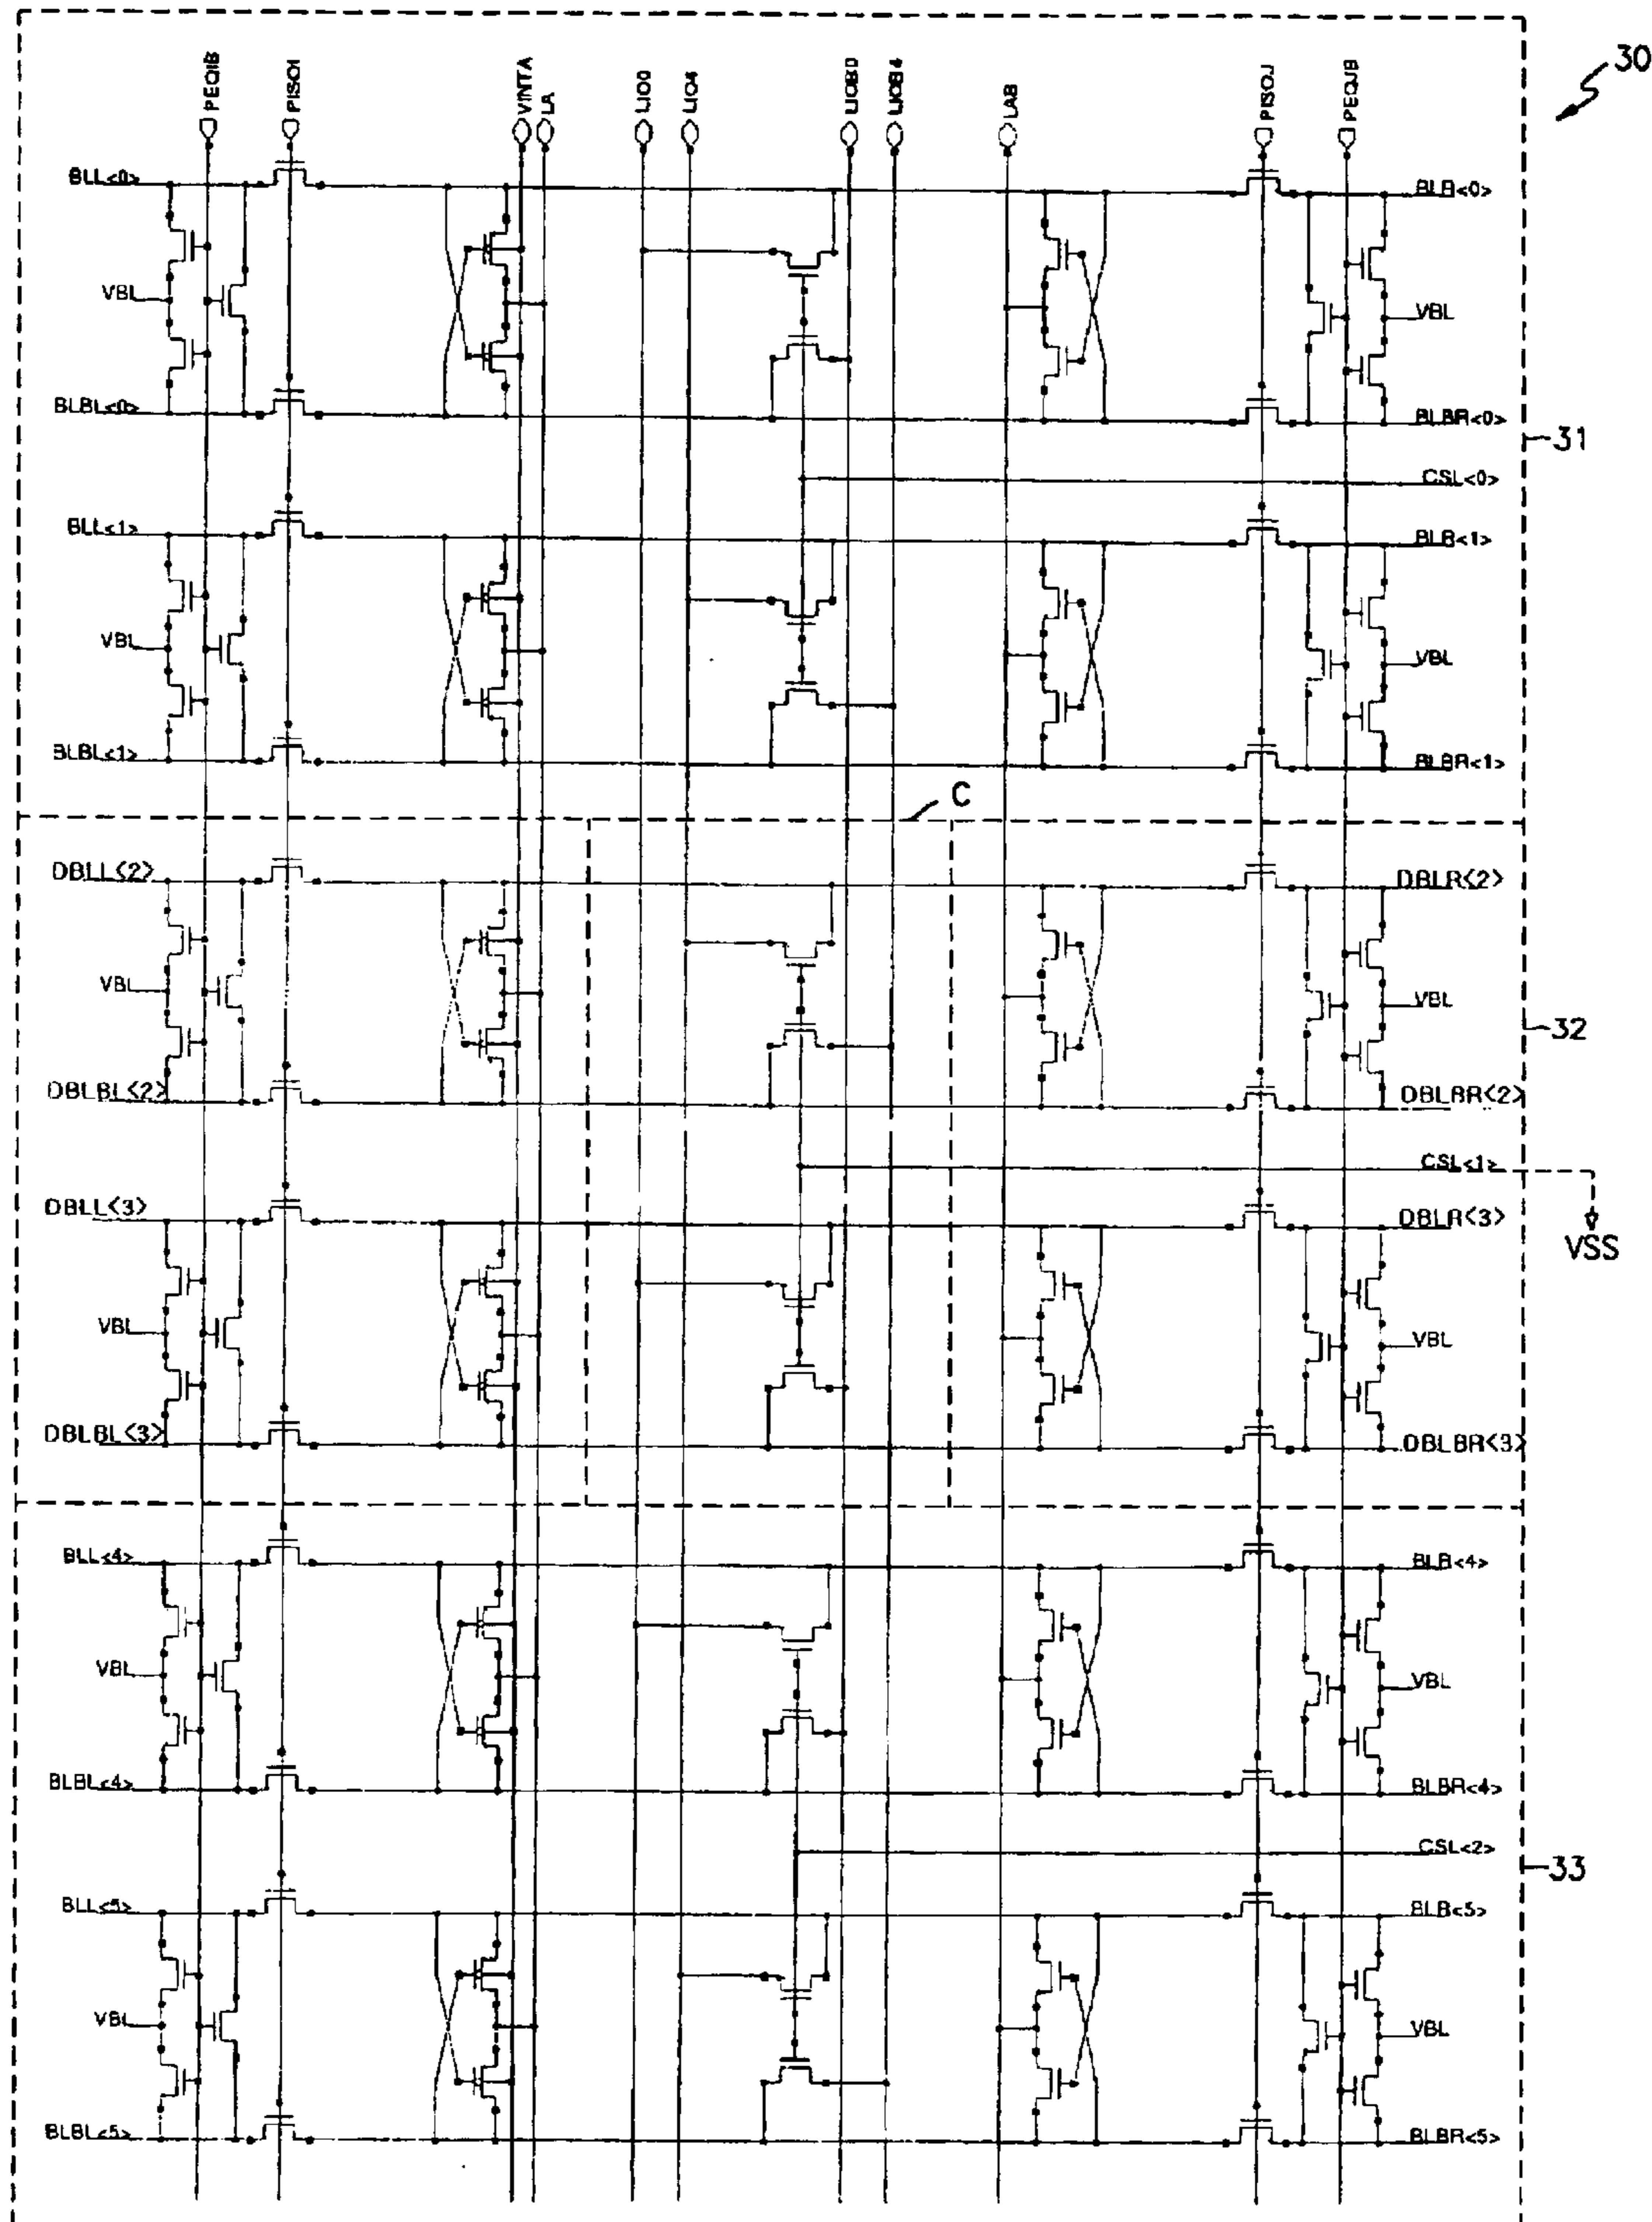 30
PEQIB PISOI VINTA LA LIO0 LIO4 LIOB0 LIOB4 LAB PISOJ PEQJB
BLL<0> BLR<0>
VBL VBL
BLBL<0> BLBR<0>
31
CSL<0>
BLL<1> BLR<1>
VBL VBL
BLBL<1> BLBR<1>
C
DBLL<2> DBLR<2>
VBL VBL
32
DBLBL<2> DBLBR<2>
CSL<1>
DBLL<3> DBLR<3>
VSS
VBL VBL
DBLBL<3> DBLBR<3>
BLL<4> BLR<4>
VBL VBL
BLBL<4> BLBR<4>
CSL<2>
33
BLL<5> BLR<5>
VBL VBL
BLBL<5> BLBR<5>